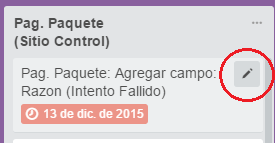 Pag. Paquete
(Sitio Control)
Pag. Paquete: Agregar campo:
Razon (Intento Fallido)
13 de dic. de 2015